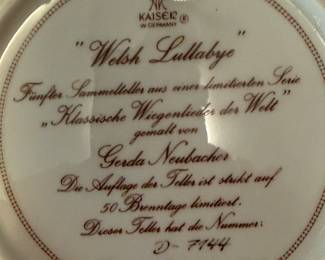 KAISER ®
W. GERMANY
"Welsh Lullabye"
Fünfter Sammelteller aus einer limitierten Serie
„Klassische Wiegenlieder der Welt"
gemalt von
Gerda Neubacher
Die Auflage der Teller ist strikt auf
50 Brenntage limitiert.
Dieser Teller hat die Nummer:
D-7144